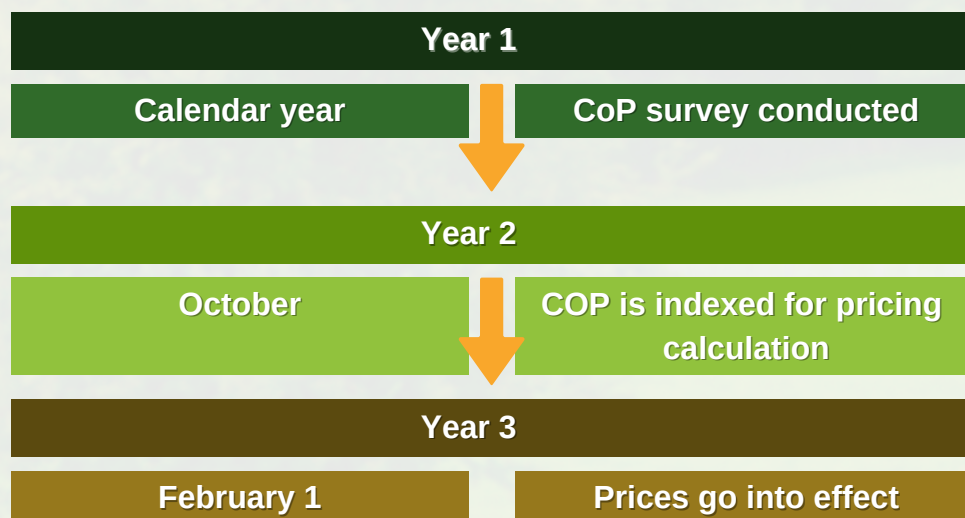 Year 1
Calendar year
CoP survey conducted
Year 2
October
COP is indexed for pricing
calculation
Year 3
February 1
Prices go into effect